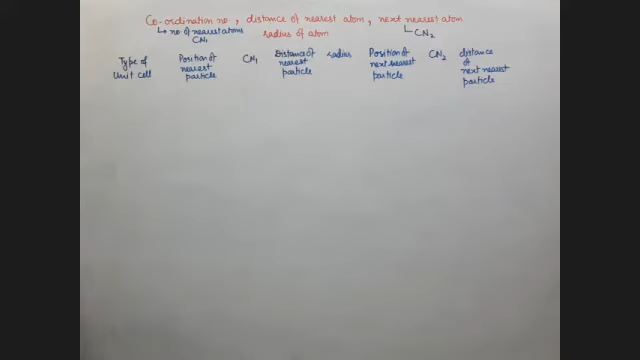 Co-ordination no, distance of nearest atom, next nearest atom
↳ no of nearest atoms radius of atom ↳ CN2
CN1
Type of Unit cell
Position of nearest particle
CN1
Distance of nearest particle
radius
Position of next nearest particle
CN2
distance of next nearest particle